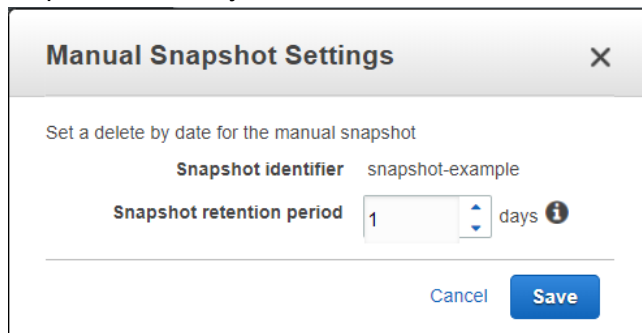 Manual Snapshot Settings
Set a delete by date for the manual snapshot
Snapshot identifier snapshot-example
Snapshot retention period 1 days
Cancel Save